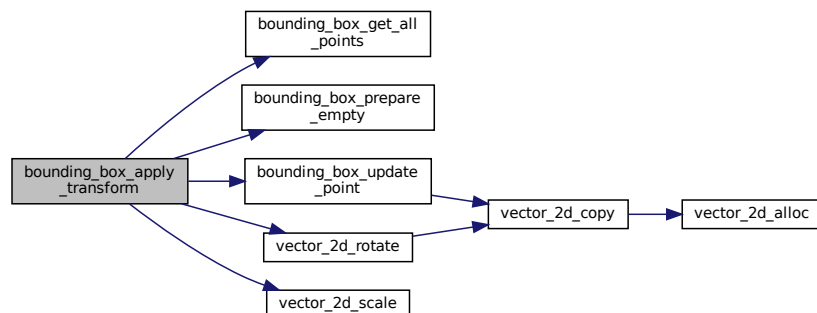 bounding_box_get_all
_points
bounding_box_prepare
_empty
bounding_box_apply
_transform
bounding_box_update
_point
vector_2d_copy
vector_2d_alloc
vector_2d_rotate
vector_2d_scale